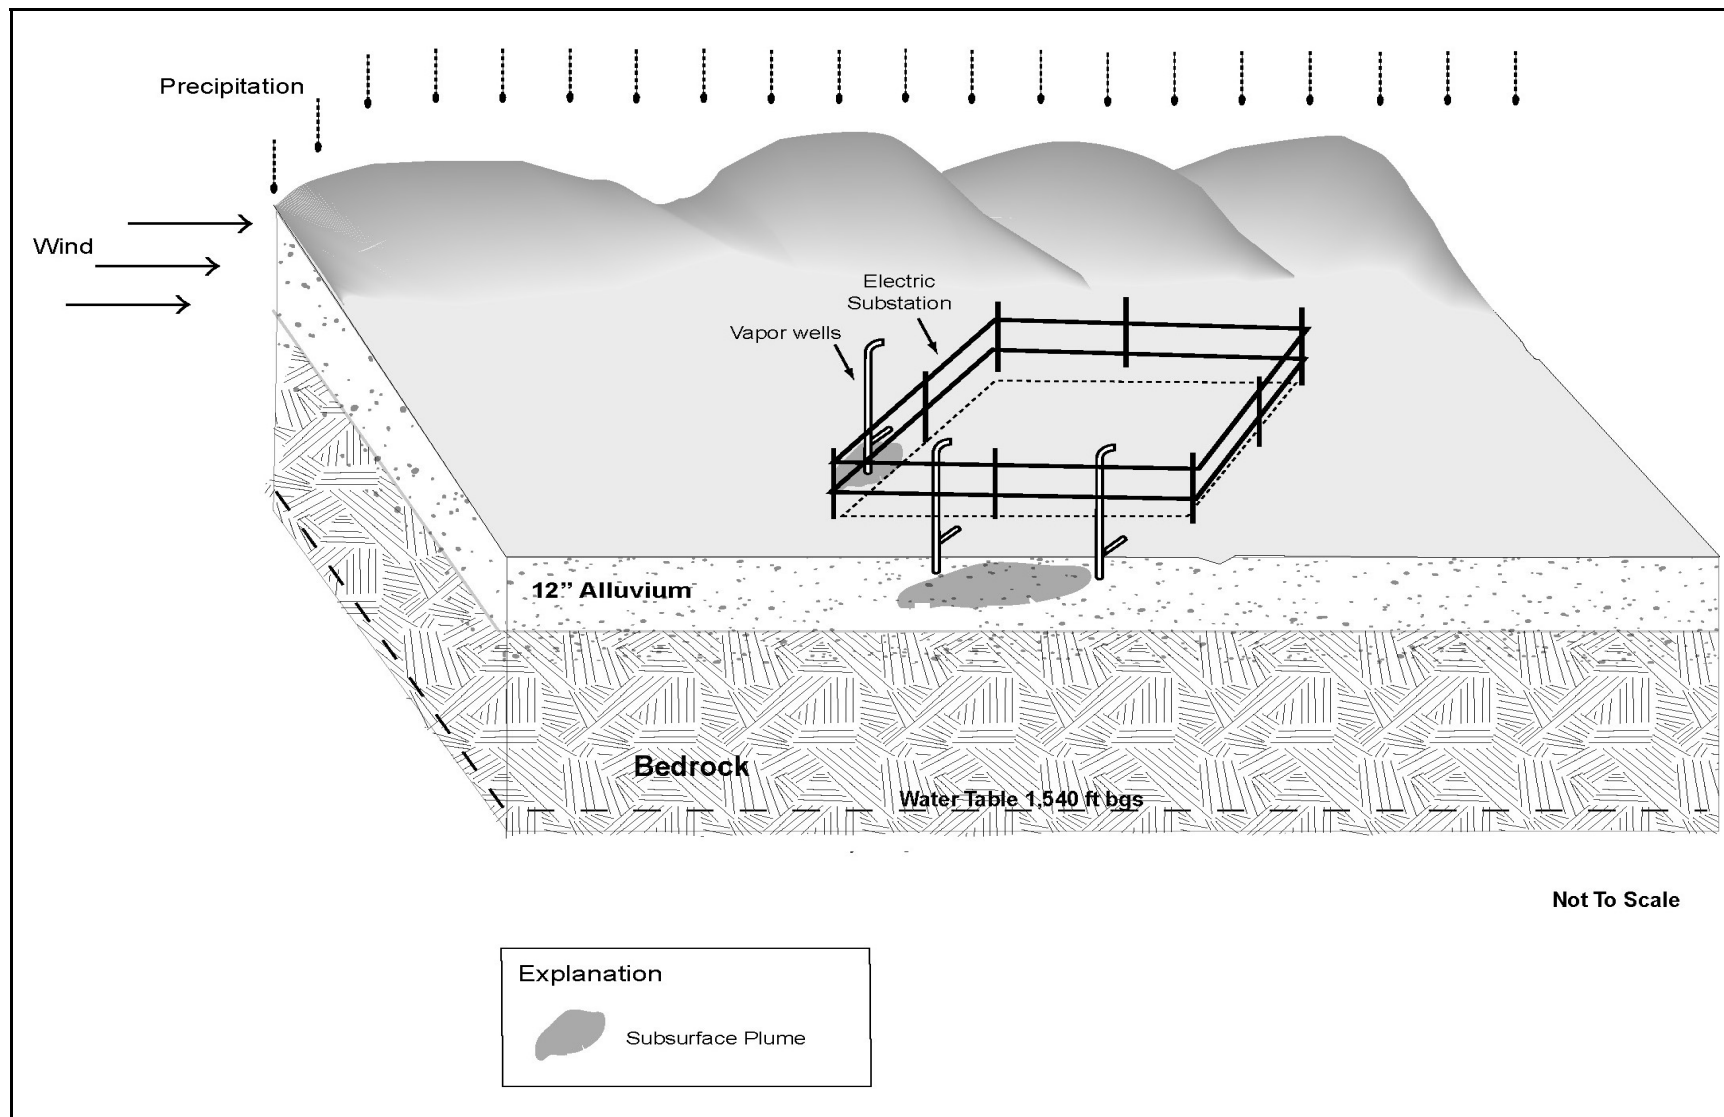 Precipitation
Wind
Electric
Substation
Vapor wells
12” Alluvium
Bedrock
Water Table 1,540 ft bgs
Not To Scale
Explanation
Subsurface Plume